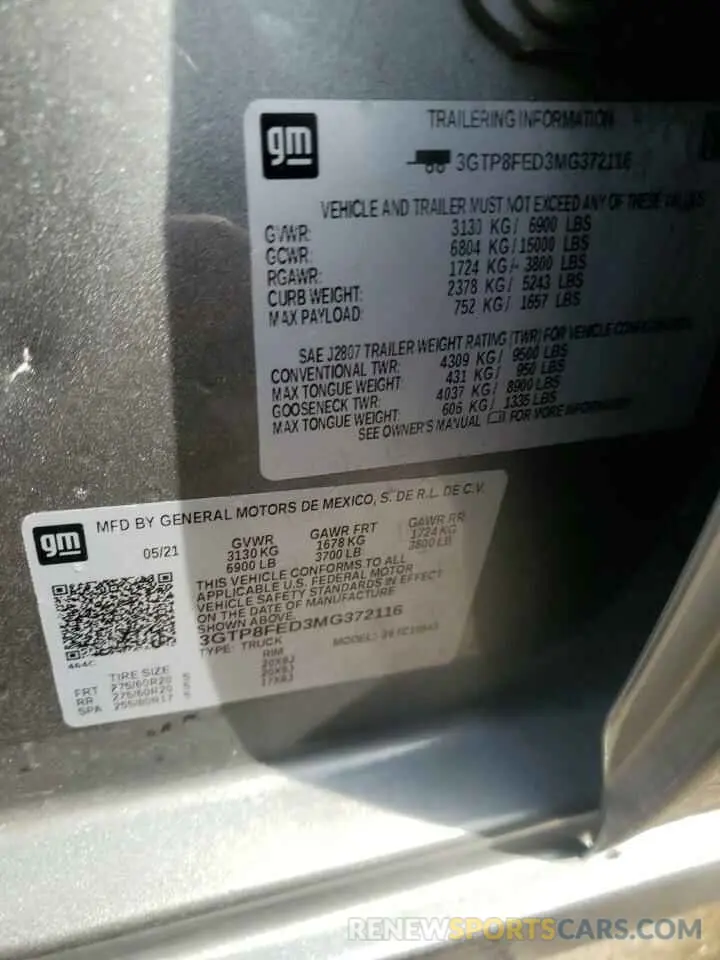 gm
TRAILERING INFORMATION
3GTP8FED3MG372116
VEHICLE AND TRAILER MUST NOT EXCEED ANY OF THESE VALUES
GVWR: 3130 KG/ 6900 LBS
GCWR: 6804 KG/15000 LBS
RGAWR: 1724 KG/ 3800 LBS
CURB WEIGHT: 2378 KG/ 5243 LBS
MAX PAYLOAD: 752 KG/ 1657 LBS
SAE J2807 TRAILER WEIGHT RATING (TWR) FOR VEHICLE CONFIGURATION
CONVENTIONAL TWR: 4309 KG/ 9500 LBS
MAX TONGUE WEIGHT: 431 KG/ 950 LBS
GOOSENECK TWR: 4037 KG/ 8900 LBS
MAX TONGUE WEIGHT: 606 KG/ 1335 LBS
SEE OWNER'S MANUAL FOR MORE INFORMATION
gm
MFD BY GENERAL MOTORS DE MEXICO, S. DE R.L. DE C.V.
05/21 GVWR GAWR FRT GAWR RR
3130 KG 1678 KG 1724 KG
6900 LB 3700 LB 3800 LB
THIS VEHICLE CONFORMS TO ALL
APPLICABLE U.S. FEDERAL MOTOR
VEHICLE SAFETY STANDARDS IN EFFECT
ON THE DATE OF MANUFACTURE
SHOWN ABOVE.
3GTP8FED3MG372116
TYPE: TRUCK MODEL:
464C
TIRE SIZE RIM
FRT 275/60R20 S 20X9J
RR 275/60R20 S 20X9J
SPA 255/80R17 17X8J
RENEWSPORTSCARS.COM